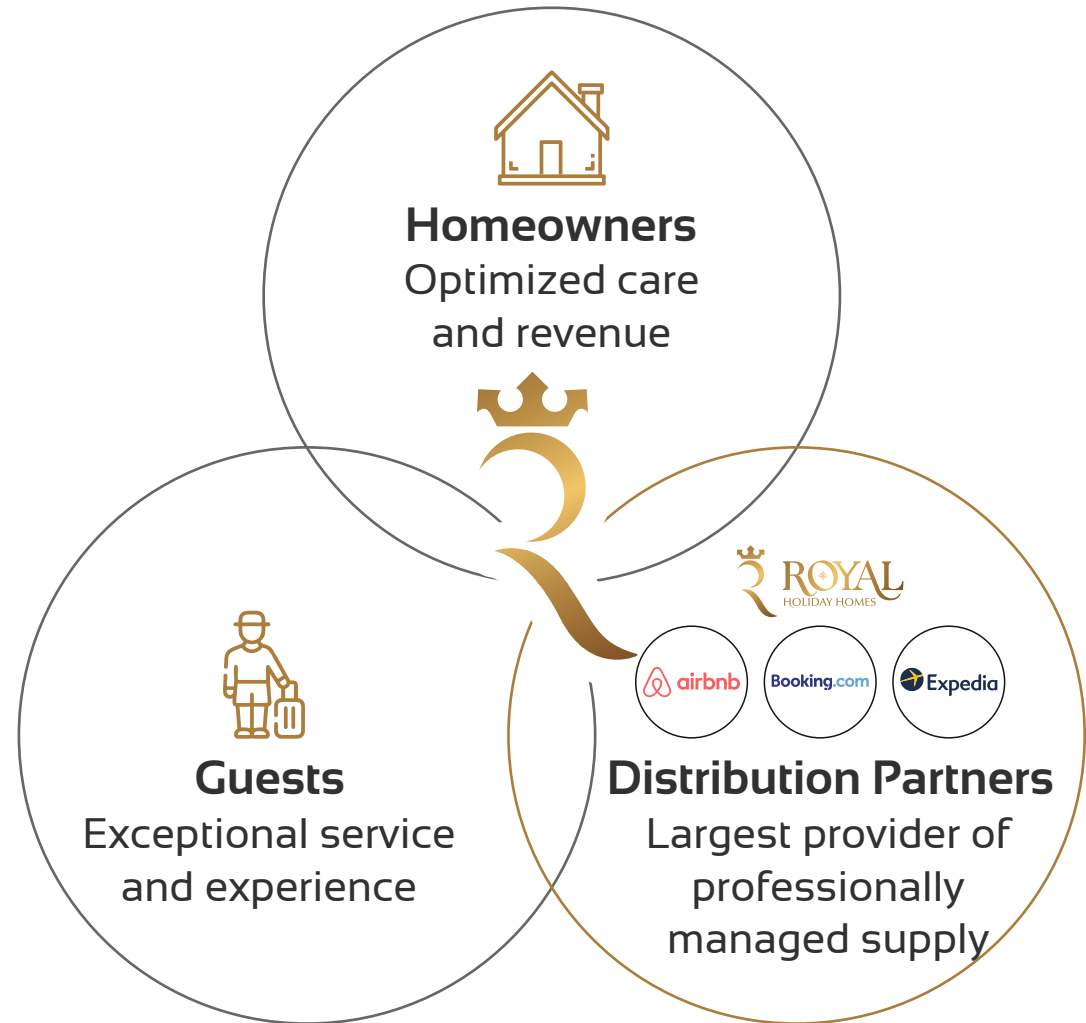 Homeowners
Optimized care
and revenue
ROYAL
HOLIDAY HOMES
airbnb
Booking.com
Expedia
Guests
Exceptional service
and experience
Distribution Partners
Largest provider of
professionally
managed supply